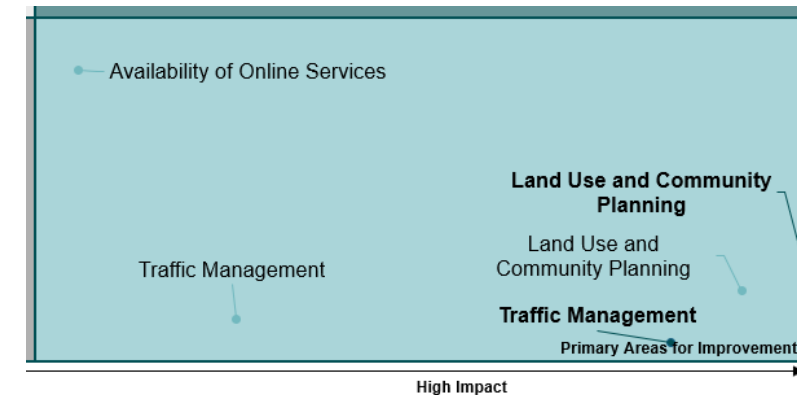 Availability of Online Services
Land Use and Community
Planning
Land Use and
Community Planning
Traffic Management
Traffic Management
Primary Areas for Improvement
High Impact